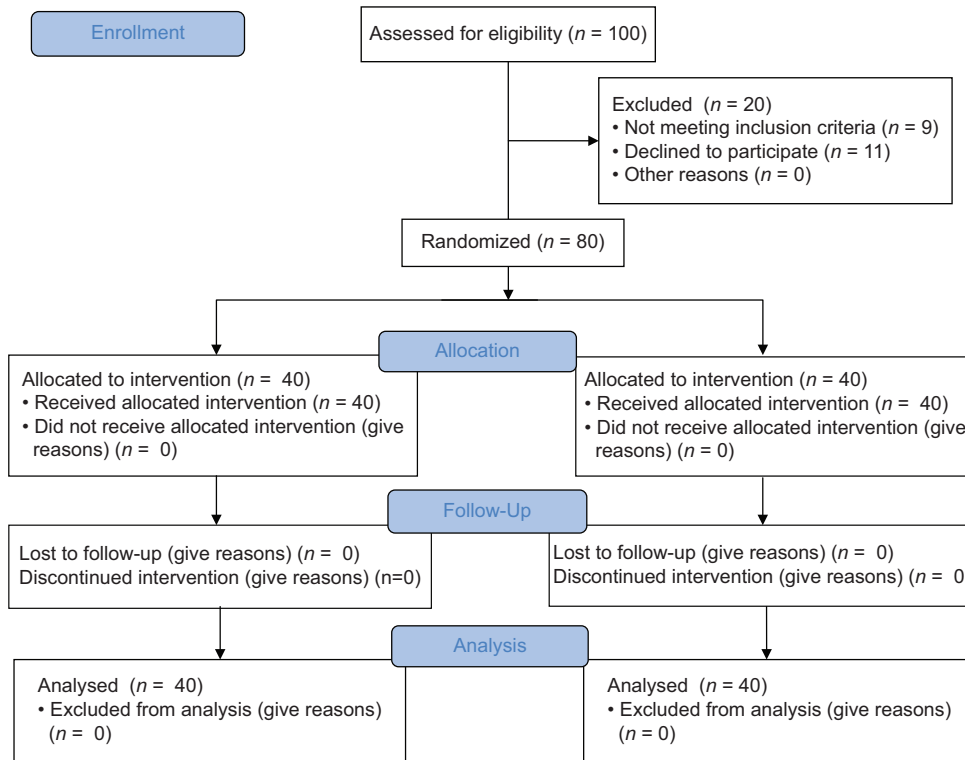 Enrollment
Assessed for eligibility (n = 100)
Excluded (n = 20)
• Not meeting inclusion criteria (n = 9)
• Declined to participate (n = 11)
• Other reasons (n = 0)
Randomized (n = 80)
Allocation
Allocated to intervention (n = 40)
• Received allocated intervention (n = 40)
• Did not receive allocated intervention (give
reasons) (n = 0)
Allocated to intervention (n = 40)
• Received allocated intervention (n = 40)
• Did not receive allocated intervention (give
reasons) (n = 0)
Follow-Up
Lost to follow-up (give reasons) (n = 0)
Discontinued intervention (give reasons) (n=0)
Lost to follow-up (give reasons) (n = 0)
Discontinued intervention (give reasons) (n = 0
Analysis
Analysed (n = 40)
• Excluded from analysis (give reasons)
(n = 0)
Analysed (n = 40)
• Excluded from analysis (give reasons)
(n = 0)